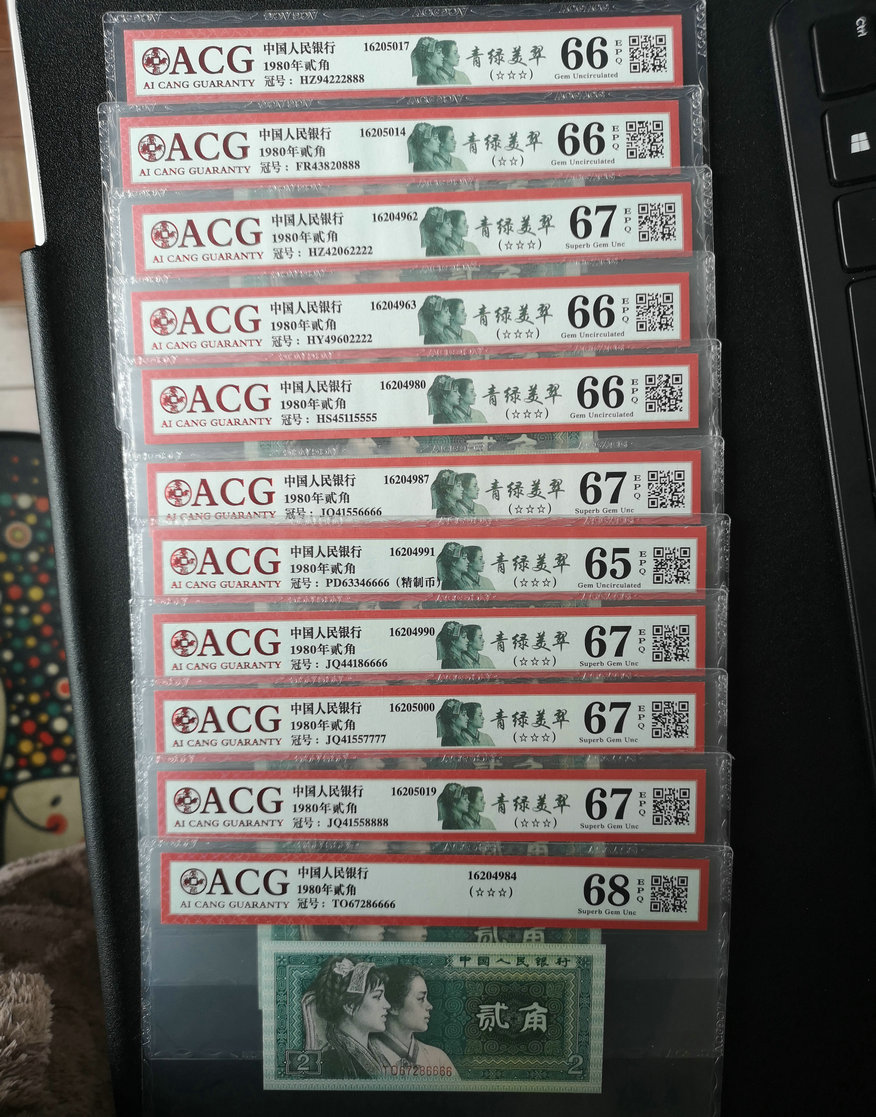 ACG
AI CANG GUARANTY
中国人民银行 16205017
1980年贰角
冠号：HZ94222888
青绿美翠
(☆☆☆)
66 EPQ
Gem Uncirculated
ACG
AI CANG GUARANTY
中国人民银行 16205014
1980年贰角
冠号：FR43820888
青绿美翠
(☆☆)
66 EPQ
Gem Uncirculated
ACG
AI CANG GUARANTY
中国人民银行 16204962
1980年贰角
冠号：HZ42062222
青绿美翠
(☆☆☆)
67 EPQ
Superb Gem Unc
ACG
AI CANG GUARANTY
中国人民银行 16204963
1980年贰角
冠号：HY49602222
青绿美翠
(☆☆☆)
66 EPQ
Gem Uncirculated
ACG
AI CANG GUARANTY
中国人民银行 16204980
1980年贰角
冠号：HS45115555
青绿美翠
(☆☆☆)
66 EPQ
Gem Uncirculated
ACG
AI CANG GUARANTY
中国人民银行 16204987
1980年贰角
冠号：JQ41556666
青绿美翠
(☆☆☆)
67 EPQ
Superb Gem Unc
ACG
AI CANG GUARANTY
中国人民银行 16204991
1980年贰角
冠号：PD63346666（精制币）
青绿美翠
(☆☆☆)
65 EPQ
Gem Uncirculated
ACG
AI CANG GUARANTY
中国人民银行 16204990
1980年贰角
冠号：JQ44186666
青绿美翠
(☆☆☆)
67 EPQ
Superb Gem Unc
ACG
AI CANG GUARANTY
中国人民银行 16205000
1980年贰角
冠号：JQ41557777
青绿美翠
(☆☆☆)
67 EPQ
Superb Gem Unc
ACG
AI CANG GUARANTY
中国人民银行 16205019
1980年贰角
冠号：JQ41558888
青绿美翠
(☆☆☆)
67 EPQ
Superb Gem Unc
ACG
AI CANG GUARANTY
中国人民银行 16204984
1980年贰角 (☆☆☆)
冠号：TO67286666
68 EPQ
Superb Gem Unc
贰角
中国人民银行
贰角
2 TO67286666 2
Ctrl